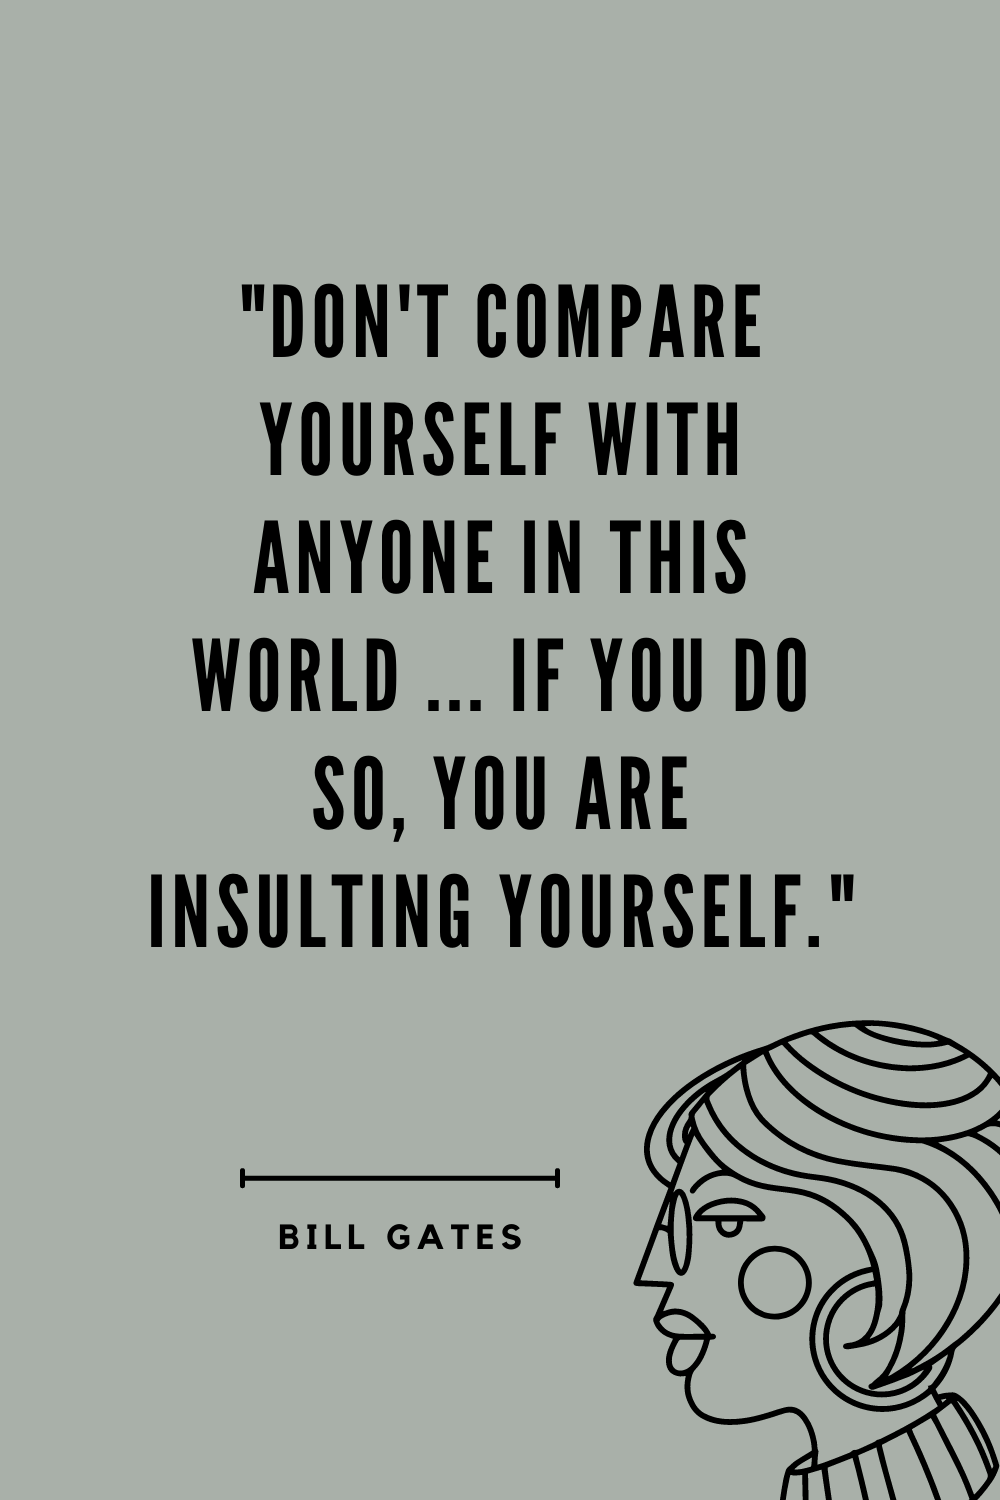 "DON'T COMPARE
YOURSELF WITH
ANYONE IN THIS
WORLD ... IF YOU DO
SO, YOU ARE
INSULTING YOURSELF."
BILL GATES